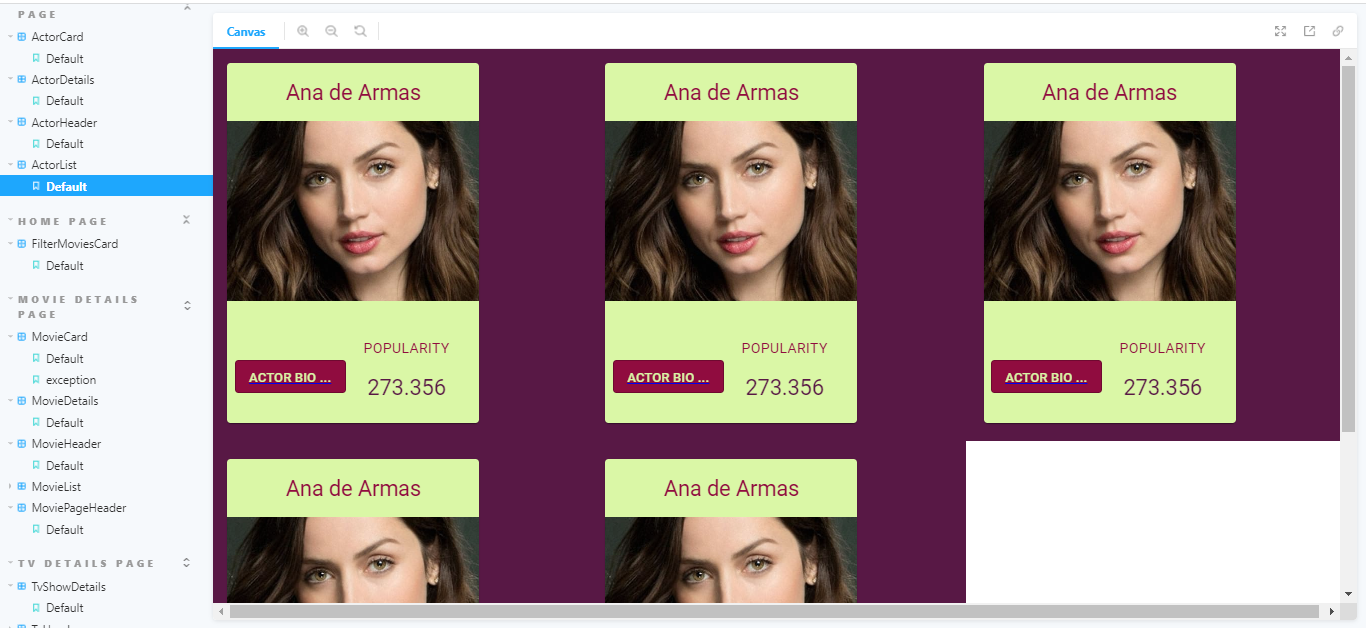 PAGE
ActorCard
Default
ActorDetails
Default
ActorHeader
Default
ActorList
Default
HOME PAGE
FilterMoviesCard
Default
MOVIE DETAILS
PAGE
MovieCard
Default
exception
MovieDetails
Default
MovieHeader
Default
MovieList
MoviePageHeader
Default
TV DETAILS PAGE
TvShowDetails
Default
Canvas
Ana de Armas
POPULARITY
ACTOR BIO ...
273.356
Ana de Armas
POPULARITY
ACTOR BIO ...
273.356
Ana de Armas
POPULARITY
ACTOR BIO ...
273.356
Ana de Armas
Ana de Armas